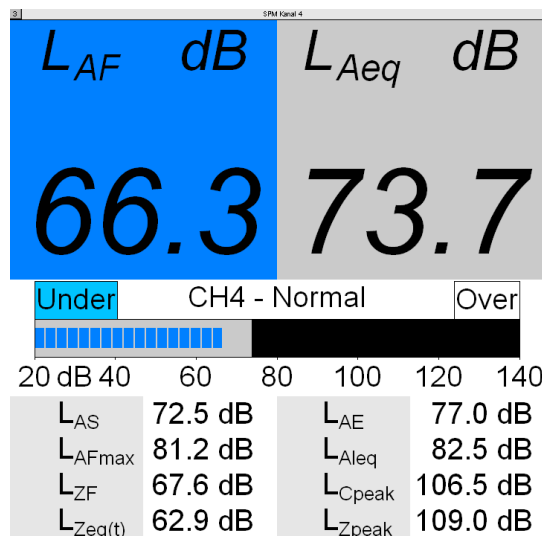 3 SPM Kanal 4
LAF dB LAeq dB
66.3 73.7
Under CH4 - Normal Over
20 dB 40 60 80 100 120 140
LAS 72.5 dB LAE 77.0 dB
LAFmax 81.2 dB LAIeq 82.5 dB
LZF 67.6 dB LCpeak 106.5 dB
LZeq(t) 62.9 dB LZpeak 109.0 dB